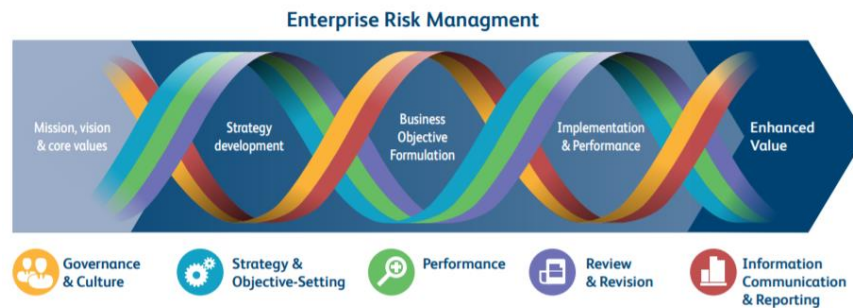 Enterprise Risk Managment
Mission, vision
& core values
Strategy
development
Business
Objective
Formulation
Implementation
& Performance
Enhanced
Value
Governance
& Culture
Strategy &
Objective-Setting
Performance
Review
& Revision
Information
Communication
& Reporting